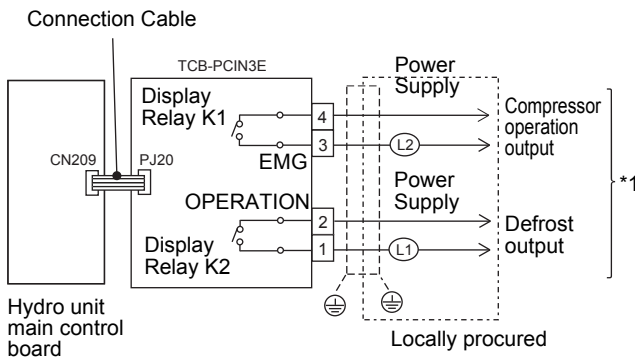 Connection Cable
TCB-PCIN3E
Power
Supply
Display
Relay K1
4
Compressor
operation
output
3
L2
EMG
CN209
PJ20
*1
OPERATION
Power
Supply
2
Defrost
output
Display
Relay K2
1
L1
Hydro unit
main control
board
Locally procured